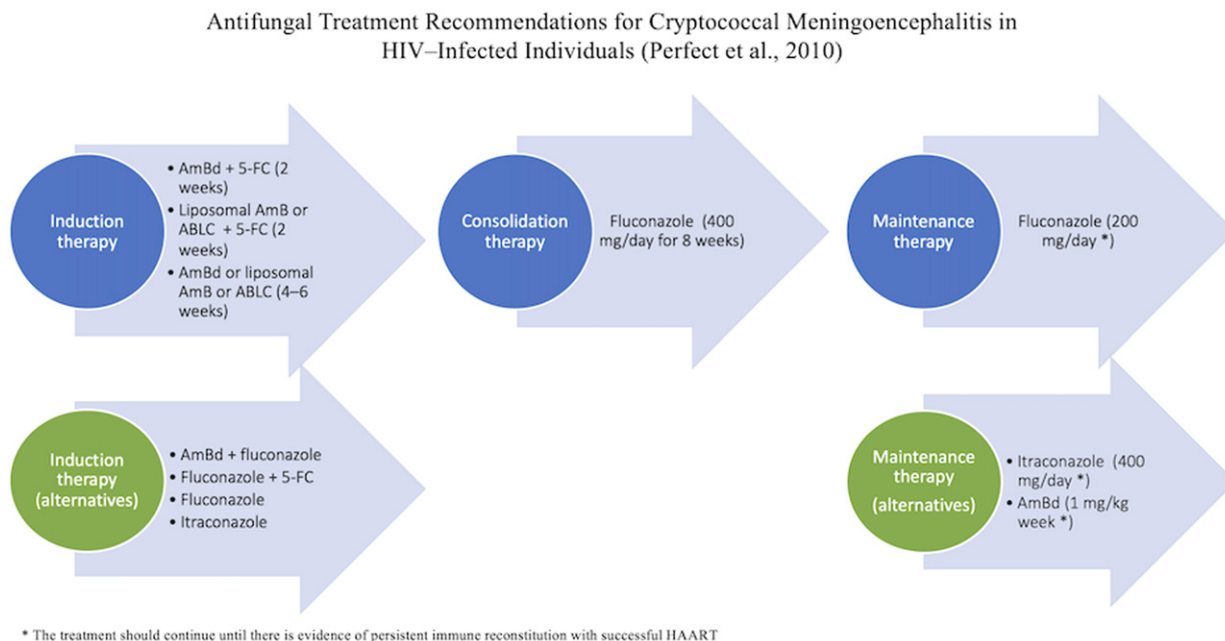 Antifungal Treatment Recommendations for Cryptococcal Meningoencephalitis in
HIV–Infected Individuals (Perfect et al., 2010)
Induction
therapy
• AmBd + 5-FC (2
weeks)
• Liposomal AmB or
ABLC + 5-FC (2
weeks)
• AmBd or liposomal
AmB or ABLC (4–6
weeks)
Consolidation
therapy
Fluconazole (400
mg/day for 8 weeks)
Maintenance
therapy
Fluconazole (200
mg/day *)
Induction
therapy
(alternatives)
• AmBd + fluconazole
• Fluconazole + 5-FC
• Fluconazole
• Itraconazole
Maintenance
therapy
(alternatives)
• Itraconazole (400
mg/day *)
• AmBd (1 mg/kg
week *)
* The treatment should continue until there is evidence of persistent immune reconstitution with successful HAART